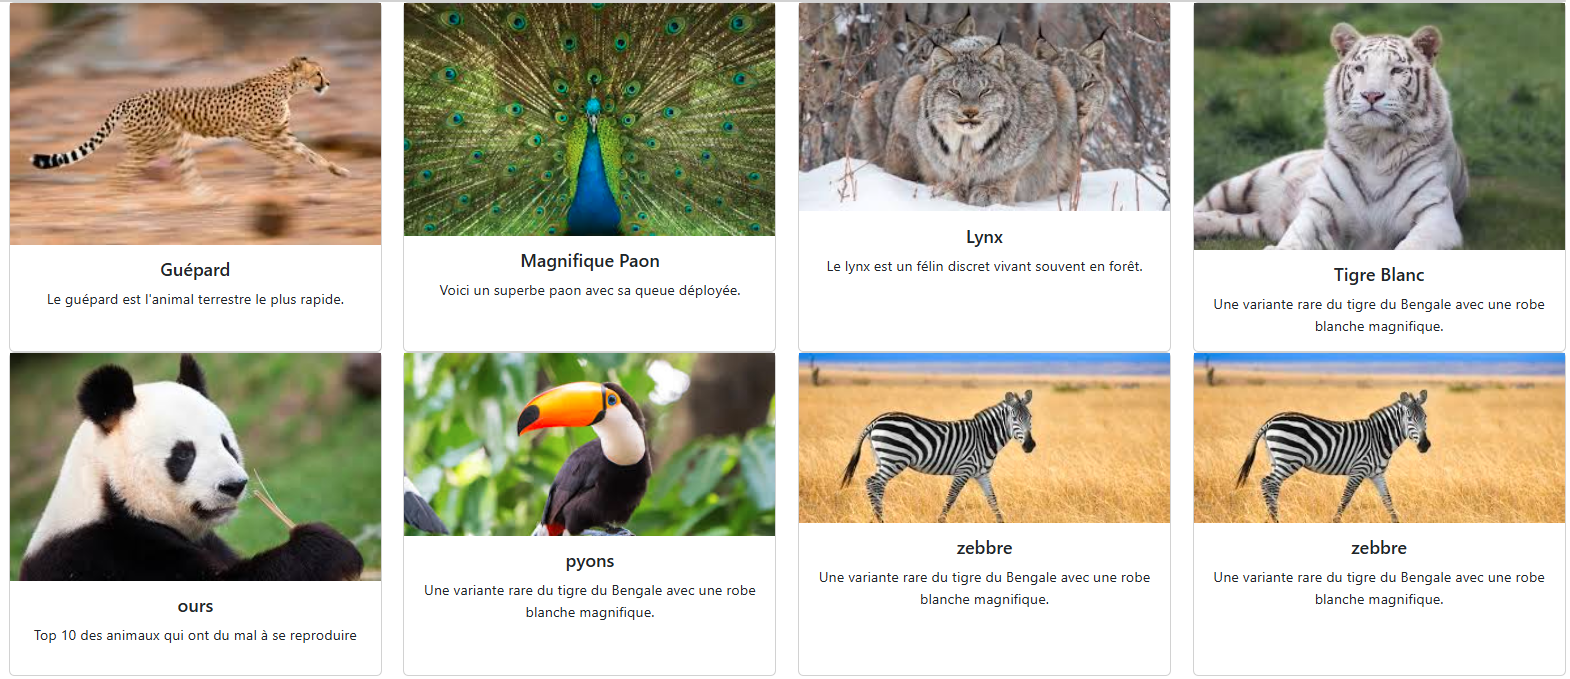 Guépard
Le guépard est l'animal terrestre le plus rapide.
Magnifique Paon
Voici un superbe paon avec sa queue déployée.
Lynx
Le lynx est un félin discret vivant souvent en forêt.
Tigre Blanc
Une variante rare du tigre du Bengale avec une robe
blanche magnifique.
ours
Top 10 des animaux qui ont du mal à se reproduire
pyons
Une variante rare du tigre du Bengale avec une robe
blanche magnifique.
zebbre
Une variante rare du tigre du Bengale avec une robe
blanche magnifique.
zebbre
Une variante rare du tigre du Bengale avec une robe
blanche magnifique.